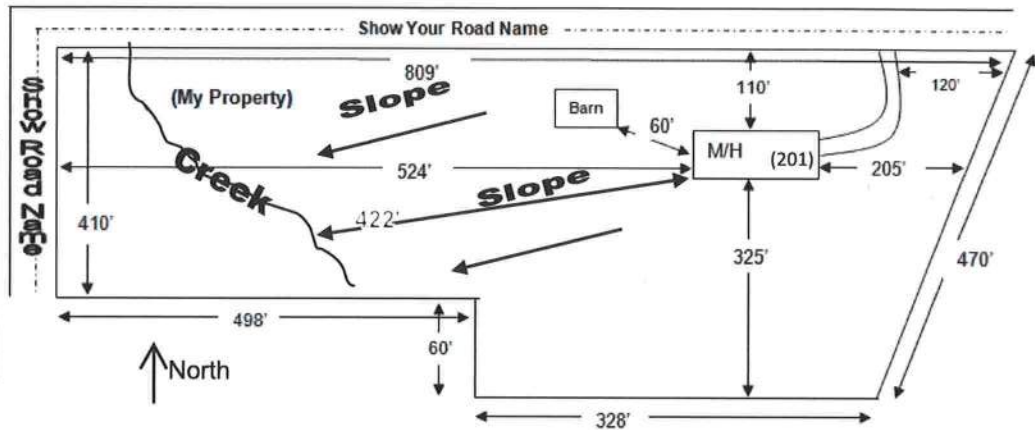 Show Your Road Name
Show Road Name
809'
(My Property)
Slope
110'
120'
Barn
60'
M/H
(201)
Creek
524'
205'
Slope
422'
410'
325'
470'
498'
60'
North
328'